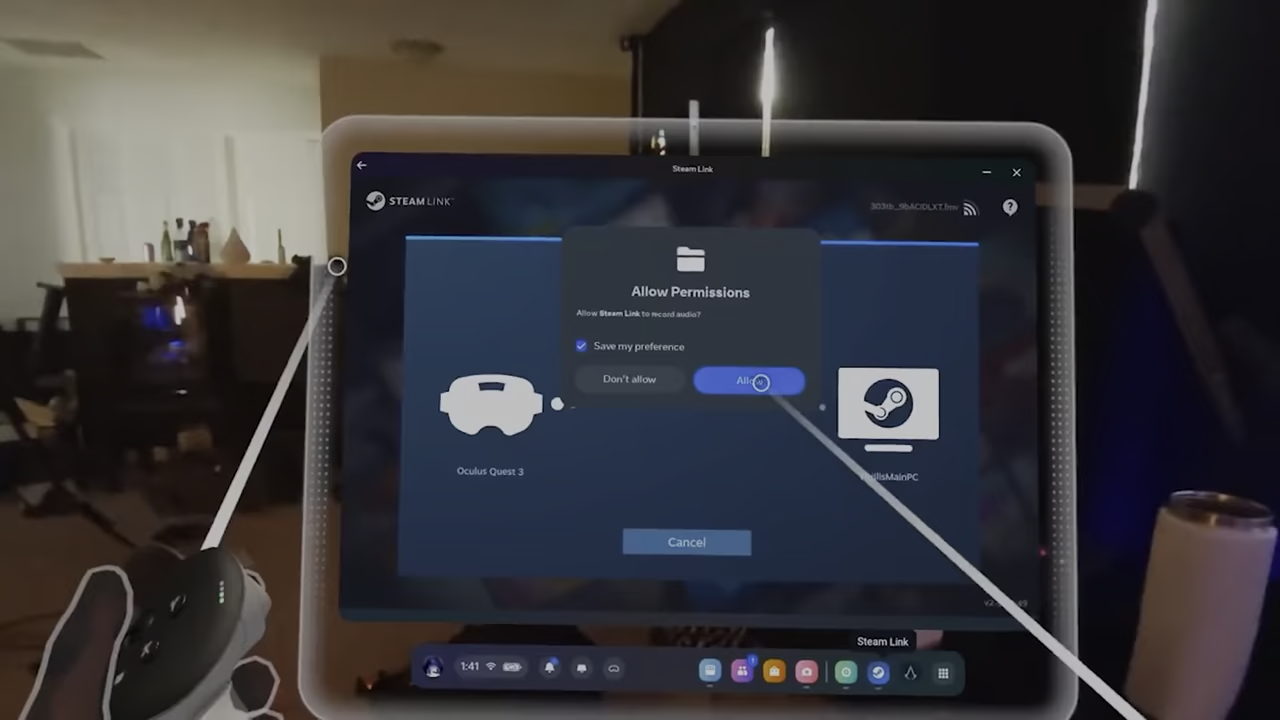 Steam Link
STEAM LINK
Allow Permissions
Allow Steam Link to record audio?
Save my preference
Don't allow
Allow
Oculus Quest 3
Cancel
Steam Link
1:41